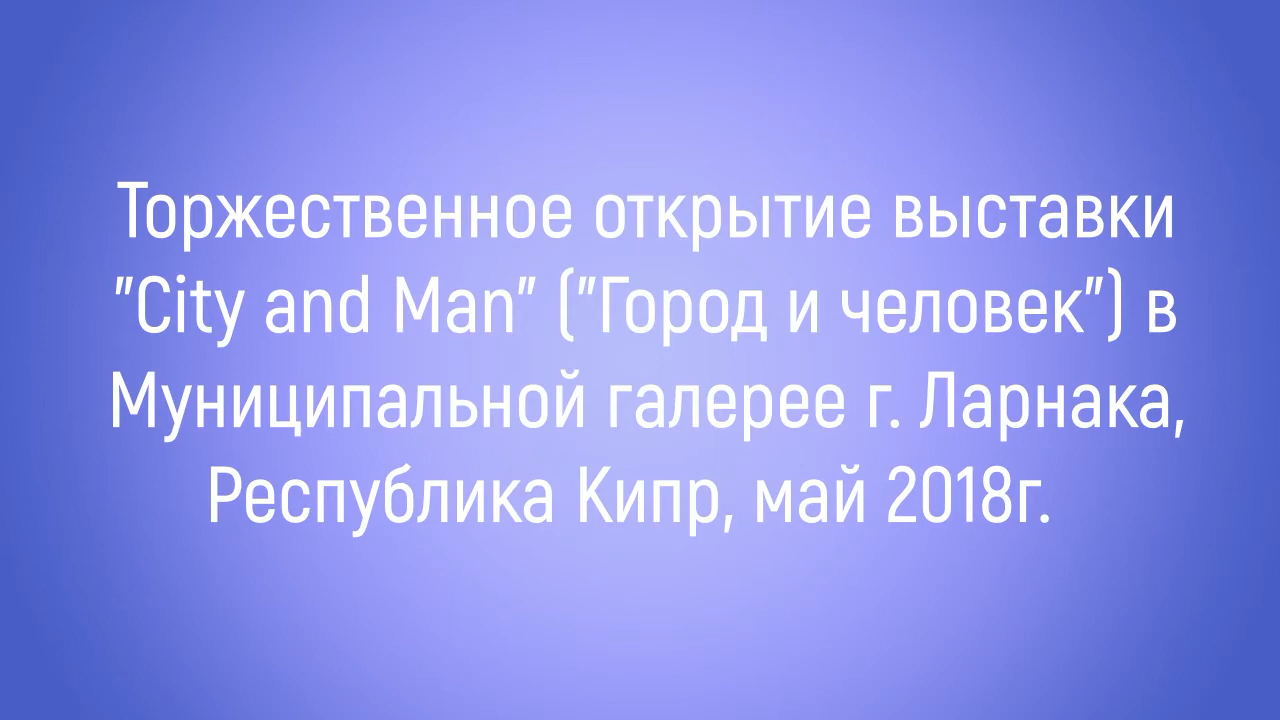 Торжественное открытие выставки
"City and Man" ("Город и человек") в
Муниципальной галерее г. Ларнака,
Республика Кипр, май 2018г.